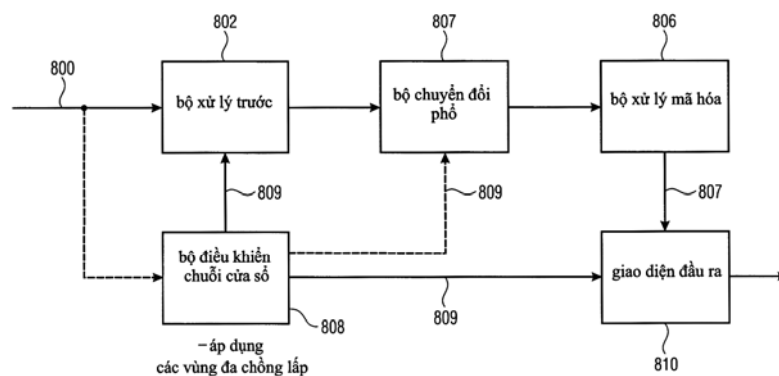 802
807
806
800
bộ xử lý trước
bộ chuyển đổi
phổ
bộ xử lý mã hóa
809
809
807
bộ điều khiển
chuỗi cửa sổ
giao diện đầu ra
808
809
810
–áp dụng
các vùng đa chồng lấp